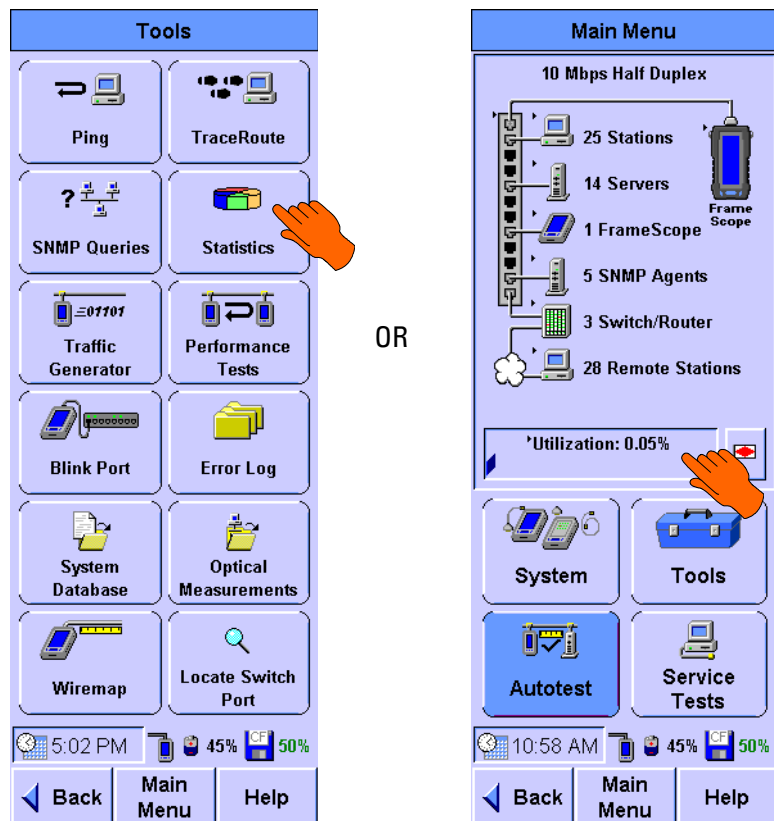 Tools
Ping
TraceRoute
?
SNMP Queries
Statistics
01101
Traffic
Generator
Performance
Tests
Blink Port
Error Log
System
Database
Optical
Measurements
Wiremap
Locate Switch
Port
5:02 PM
45%
CF
50%
Back
Main
Menu
Help
OR
Main Menu
10 Mbps Half Duplex
25 Stations
14 Servers
Frame
Scope
1 FrameScope
5 SNMP Agents
3 Switch/Router
28 Remote Stations
Utilization: 0.05%
System
Tools
Autotest
Service
Tests
10:58 AM
45%
CF
50%
Back
Main
Menu
Help